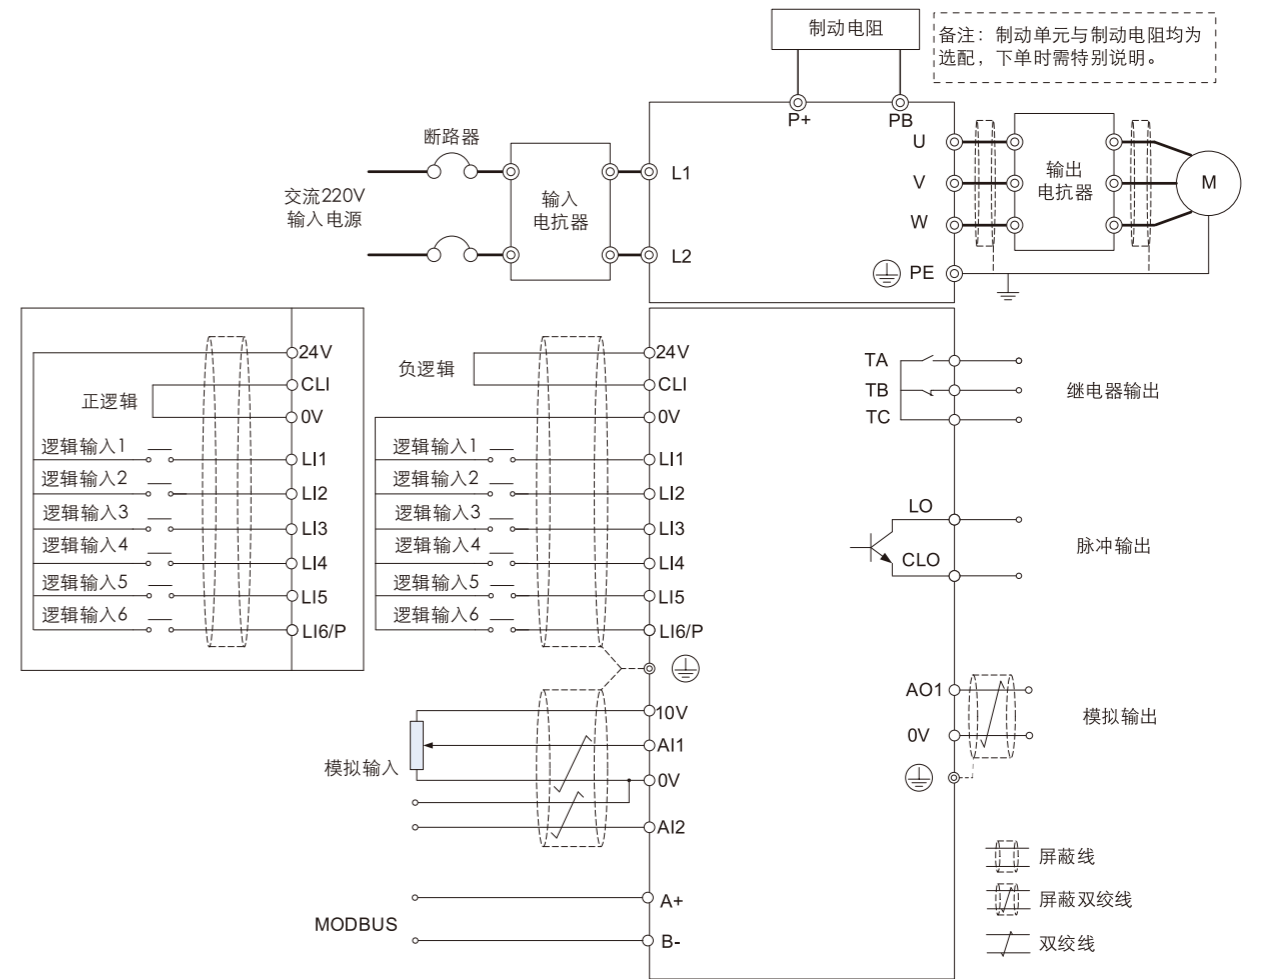 制动电阻
备注：制动单元与制动电阻均为
选配，下单时需特别说明。
P+
PB
断路器
交流220V
输入电源
输入
电抗器
L1
L2
U
V
W
PE
输出
电抗器
M
24V
CLI
正逻辑
0V
逻辑输入1
LI1
逻辑输入2
LI2
逻辑输入3
LI3
逻辑输入4
LI4
逻辑输入5
LI5
逻辑输入6
LI6/P
负逻辑
24V
CLI
0V
逻辑输入1
LI1
逻辑输入2
LI2
逻辑输入3
LI3
逻辑输入4
LI4
逻辑输入5
LI5
逻辑输入6
LI6/P
10V
AI1
模拟输入
0V
AI2
MODBUS
A+
B-
TA
TB
TC
继电器输出
LO
CLO
脉冲输出
AO1
0V
模拟输出
屏蔽线
屏蔽双绞线
双绞线